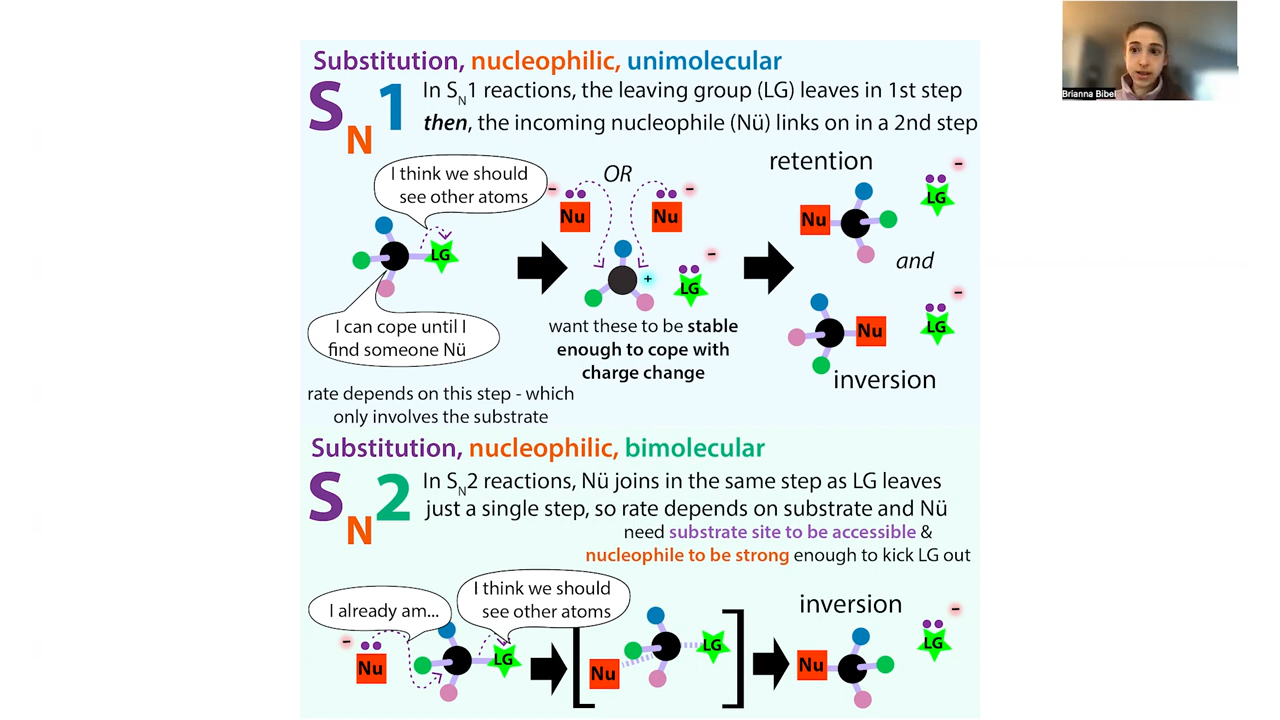 Substitution, nucleophilic, unimolecular
SN1
In SN1 reactions, the leaving group (LG) leaves in 1st step
then, the incoming nucleophile (Nü) links on in a 2nd step
I think we should
see other atoms
LG
I can cope until I
find someone Nü
rate depends on this step - which
only involves the substrate
OR
-
Nu
Nu
-
+
-
LG
want these to be stable
enough to cope with
charge change
retention
Nu
-
LG
and
Nu
-
LG
inversion
Substitution, nucleophilic, bimolecular
SN2
In SN2 reactions, Nü joins in the same step as LG leaves
just a single step, so rate depends on substrate and Nü
need substrate site to be accessible &
nucleophile to be strong enough to kick LG out
I already am...
I think we should
see other atoms
-
Nu
LG
Nu
LG
inversion
Nu
-
LG
Brianna Bibel